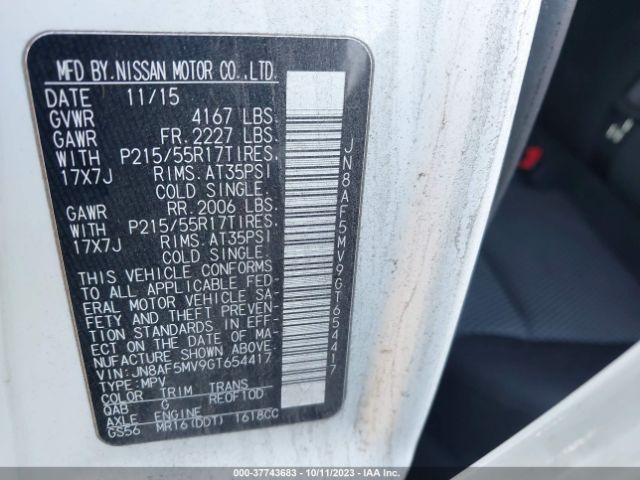 MFD BY.NISSAN MOTOR CO.,LTD.
DATE 11/15
GVWR 4167 LBS.
GAWR FR.2227 LBS.
WITH P215/55R17TIRES.
17X7J RIMS.AT35PSI
COLD SINGLE.
GAWR RR.2006 LBS.
WITH P215/55R17TIRES.
17X7J RIMS.AT35PSI
COLD SINGLE.
THIS VEHICLE CONFORMS
TO ALL APPLICABLE FED-
ERAL MOTOR VEHICLE SA-
FETY AND THEFT PREVEN-
TION STANDARDS IN EFF-
ECT ON THE DATE OF MA-
NUFACTURE SHOWN ABOVE.
VIN: JN8AF5MV9GT654417
TYPE:MPV
COLOR TRIM TRANS
QAB G RE0F10D
AXLE ENGINE
GS56 MR16(DDT) 1618CC
JN8AF5MV9GT654417
000-37743683 - 10/11/2023 - IAA Inc.